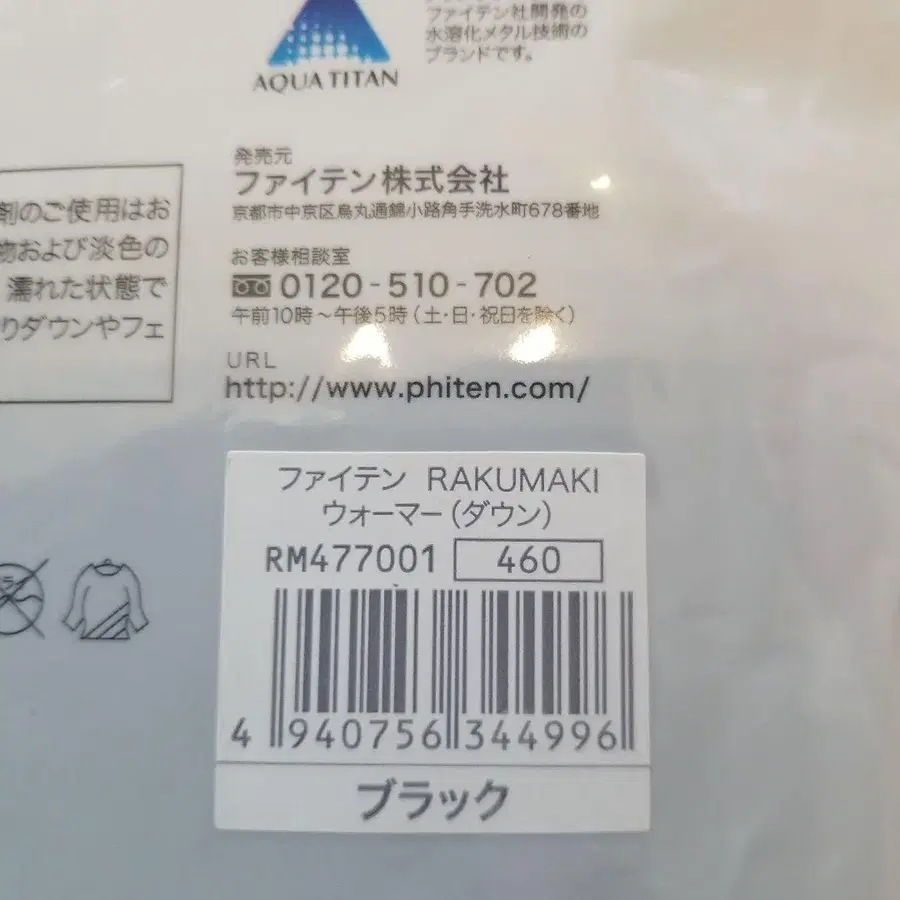 AQUA TITAN
ファイテン社開発の
水溶化メタル技術の
ブランドです。
発売元
ファイテン株式会社
京都市中京区烏丸通錦小路角手洗水町678番地
お客様相談室
0120-510-702
午前10時～午後5時(土・日・祝日を除く)
URL
http://www.phiten.com/
剤のご使用はお
物および淡色の
濡れた状態で
りダウンやフェ
ファイテン RAKUMAKI
ウォーマー(ダウン)
RM477001 460
4 940756 344996
ブラック